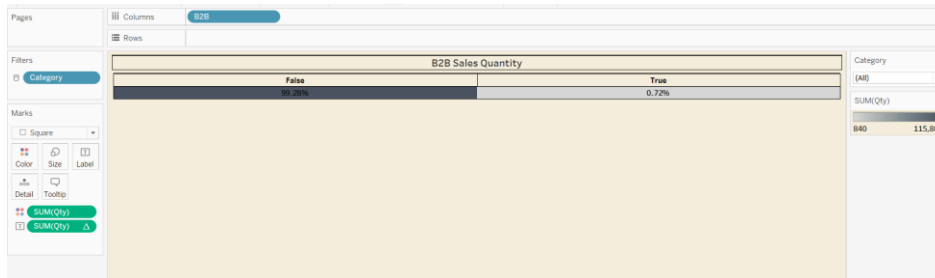 Pages
Columns
B2B
Rows
Filters
Category
Marks
Square
Color Size Label
Detail Tooltip
SUM(Qty)
SUM(Qty)
B2B Sales Quantity
False True
99.28% 0.72%
Category
(All)
SUM(Qty)
840